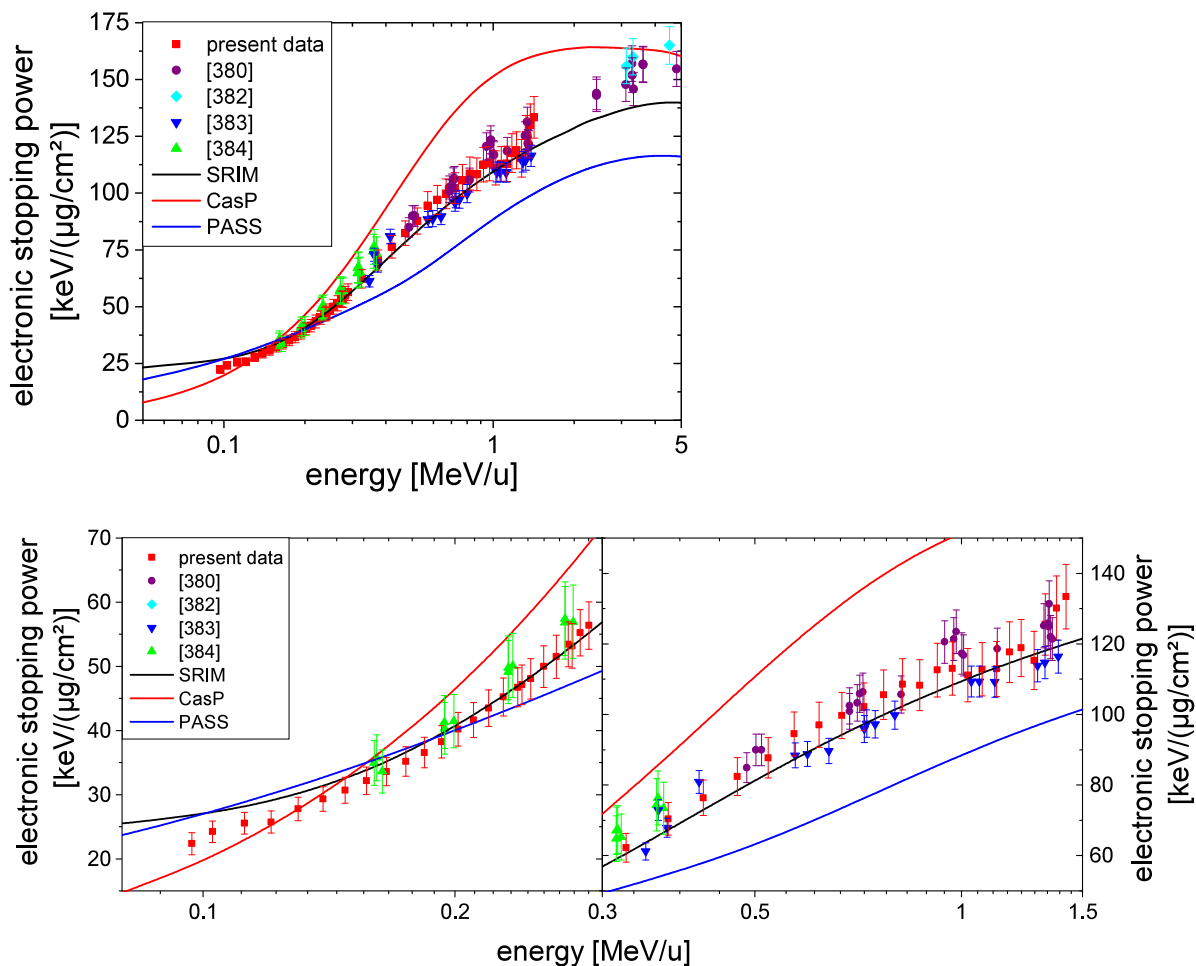 175
150
125
100
75
50
25
0
electronic stopping power
[keV/(μg/cm²)]
present data
[380]
[382]
[383]
[384]
SRIM
CasP
PASS
0.1
1
5
energy [MeV/u]
70
60
50
40
30
20
electronic stopping power
[keV/(μg/cm²)]
present data
[380]
[382]
[383]
[384]
SRIM
CasP
PASS
140
120
100
80
60
electronic stopping power
[keV/(μg/cm²)]
0.1
0.2
0.3
0.5
1
1.5
energy [MeV/u]